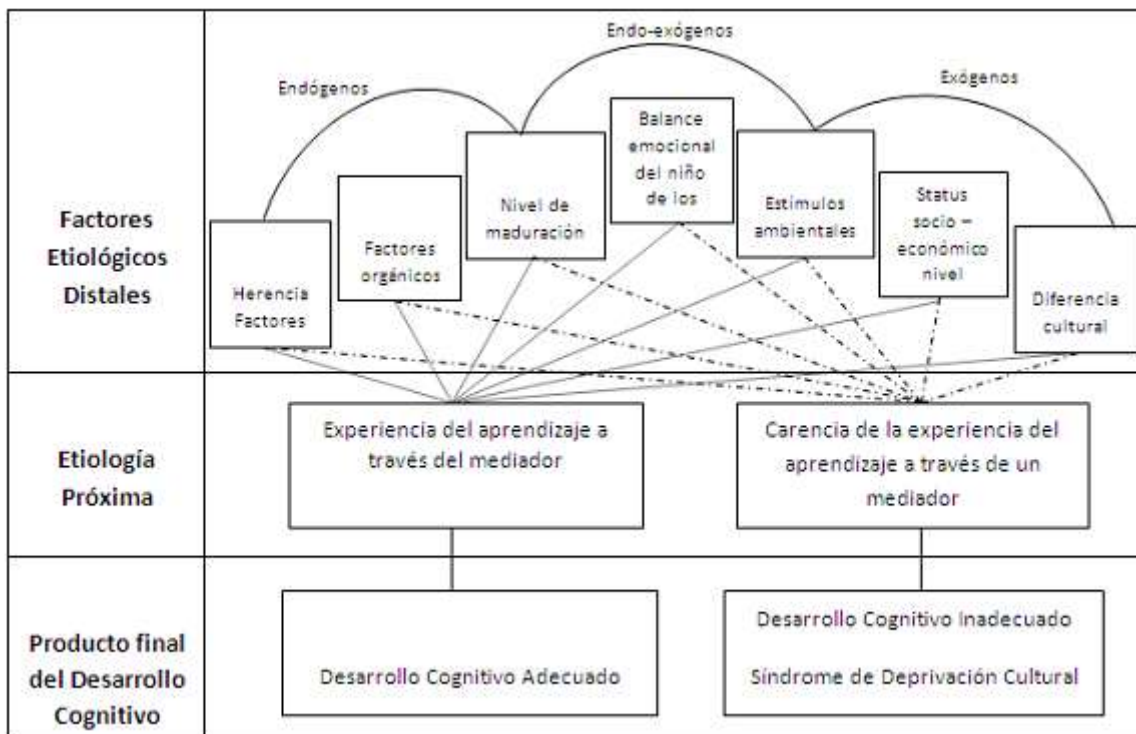 Endo-exógenos
Endógenos
Exógenos
Factores
Etiológicos
Distales
Herencia
Factores
Factores
orgánicos
Nivel de
maduración
Balance
emocional
del niño
de los
Estímulos
ambientales
Status
socio –
económico
nivel
Diferencia
cultural
Etiología
Próxima
Experiencia del aprendizaje a
través del mediador
Carencia de la experiencia del
aprendizaje a través de un
mediador
Producto final
del Desarrollo
Cognitivo
Desarrollo Cognitivo Adecuado
Desarrollo Cognitivo Inadecuado
Síndrome de Deprivación Cultural